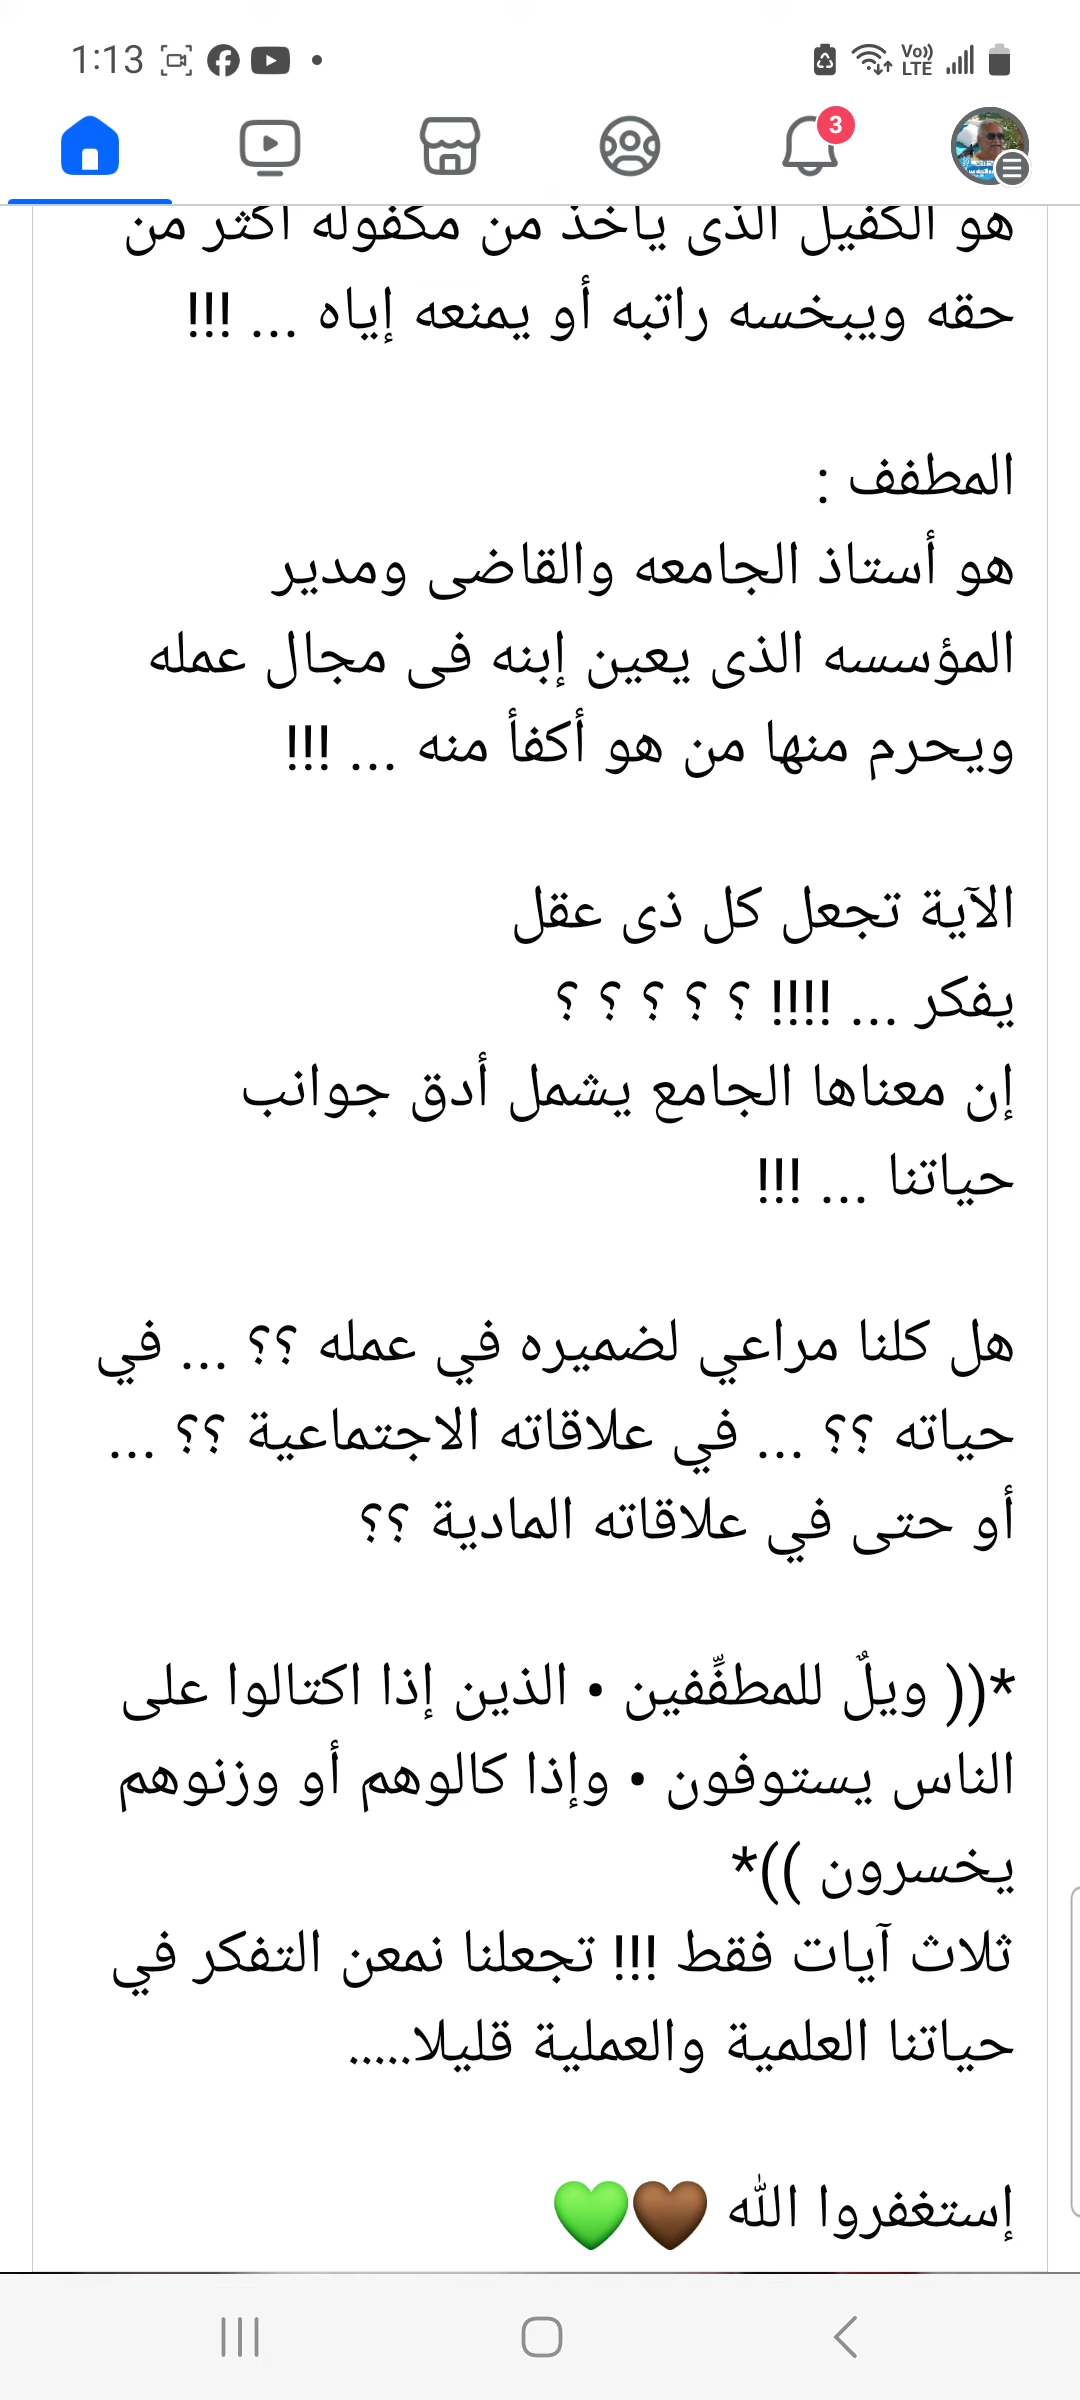 1:13
Vo)) LTE
3
هو الكفيل الذى يأخذ من مكفوله أكثر من
حقه ويبخسه راتبه أو يمنعه إياه ... !!!
المطفف :
هو أستاذ الجامعه والقاضى ومدير
المؤسسه الذى يعين إبنه فى مجال عمله
ويحرم منها من هو أكفأ منه ... !!!
الآية تجعل كل ذى عقل
يفكر ... !!!! ؟ ؟ ؟ ؟ ؟
إن معناها الجامع يشمل أدق جوانب
حياتنا ... !!!
هل كلنا مراعي لضميره في عمله ؟؟ ... في
حياته ؟؟ ... في علاقاته الاجتماعية ؟؟ ...
أو حتى في علاقاته المادية ؟؟
*(( ويلٌ للمطفِّفين • الذين إذا اكتالوا على
الناس يستوفون • وإذا كالوهم أو وزنوهم
يخسرون ))*
ثلاث آيات فقط !!! تجعلنا نمعن التفكر في
حياتنا العلمية والعملية قليلا.....
إستغفروا الله 🤎💚